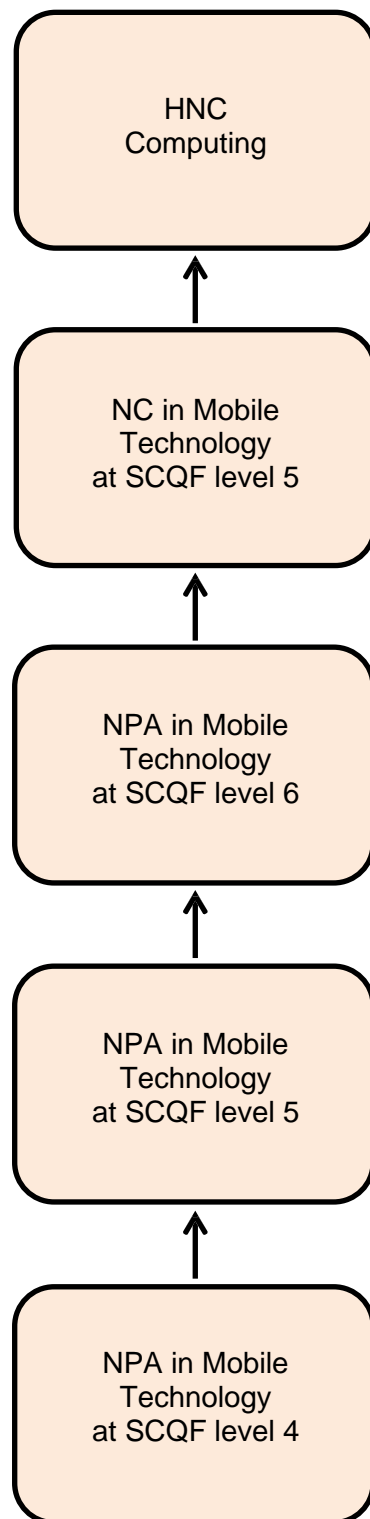 HNC
Computing
NC in Mobile
Technology
at SCQF level 5
NPA in Mobile
Technology
at SCQF level 6
NPA in Mobile
Technology
at SCQF level 5
NPA in Mobile
Technology
at SCQF level 4